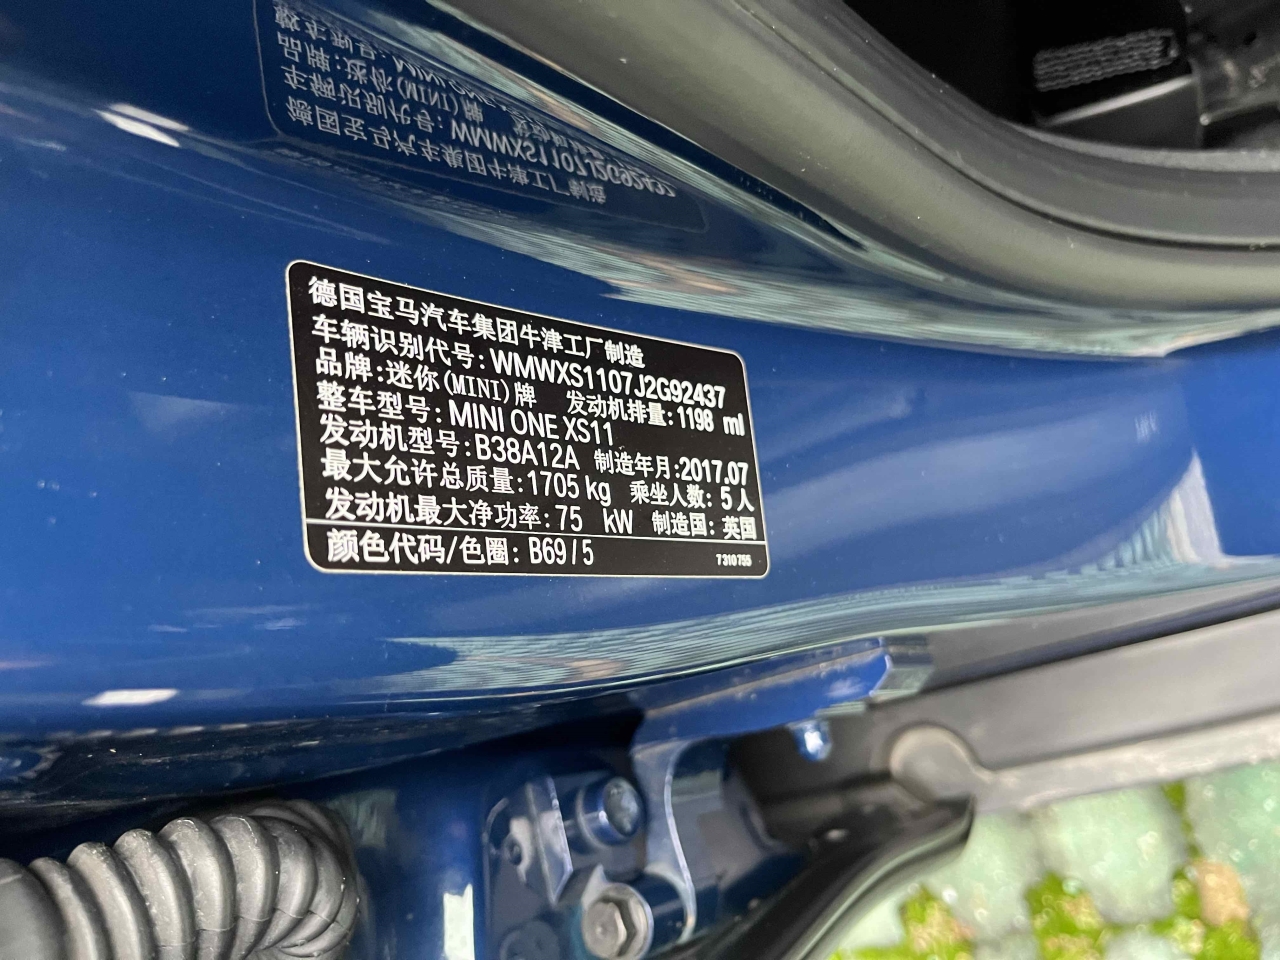 德国宝马汽车集团牛津工厂制造
车辆识别代号: WMWXS1107J2G92437
品牌: 迷你(MINI)牌 发动机排量: 1198 ml
整车型号: MINI ONE XS11
发动机型号: B38A12A 制造年月: 2017.07
最大允许总质量: 1705 kg 乘坐人数: 5 人
发动机最大净功率: 75 kW 制造国: 英国
颜色代码/色圈: B69 / 5 7310755